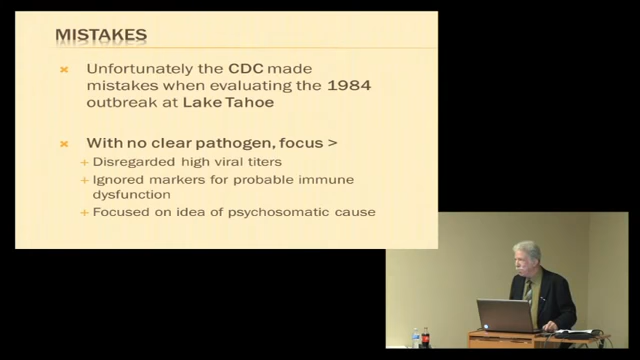 MISTAKES
Unfortunately the CDC made
mistakes when evaluating the 1984
outbreak at Lake Tahoe
With no clear pathogen, focus >
Disregarded high viral titers
Ignored markers for probable immune
dysfunction
Focused on idea of psychosomatic cause